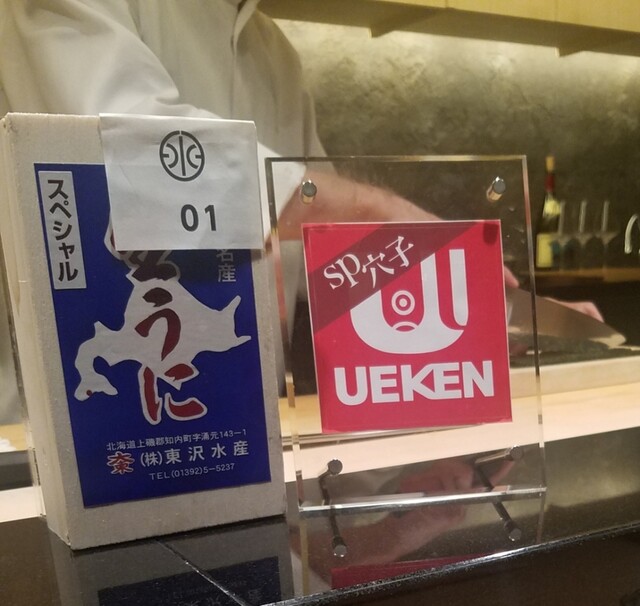 スペシャル
01
名産
うに
北海道上磯郡知内町字涌元143-1
(株)東沢水産
TEL(01392)5-5237
SP穴子
UEKEN